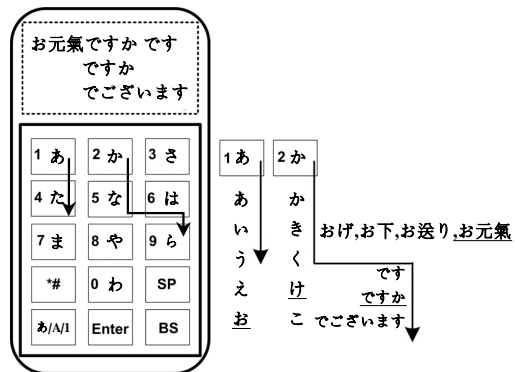 お元氣ですか です
ですか
でございます
1 あ 2 か 3 さ
4 た 5 な 6 は
7 ま 8 や 9 ら
*# 0 わ SP
あ/A/1 Enter BS
1 あ
あ
い
う
え
お
2 か
か
き
く
け
こ
おげ,お下,お送り,お元氣
です
ですか
でございます